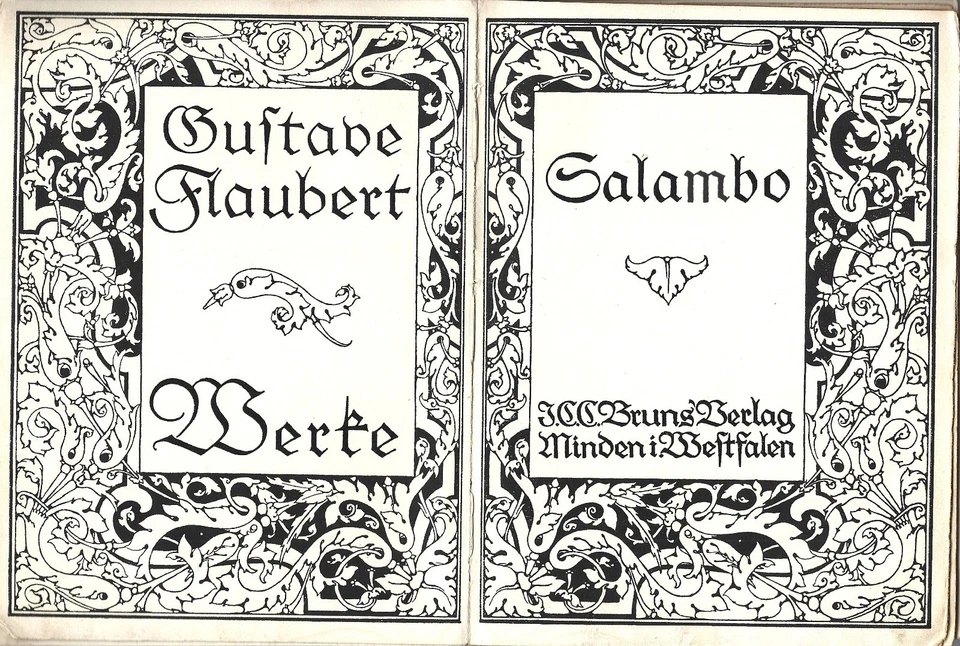 Guſtave
Flaubert
Werke
Salambo
J.C.C. Bruns' Verlag
Minden i Weſtfalen